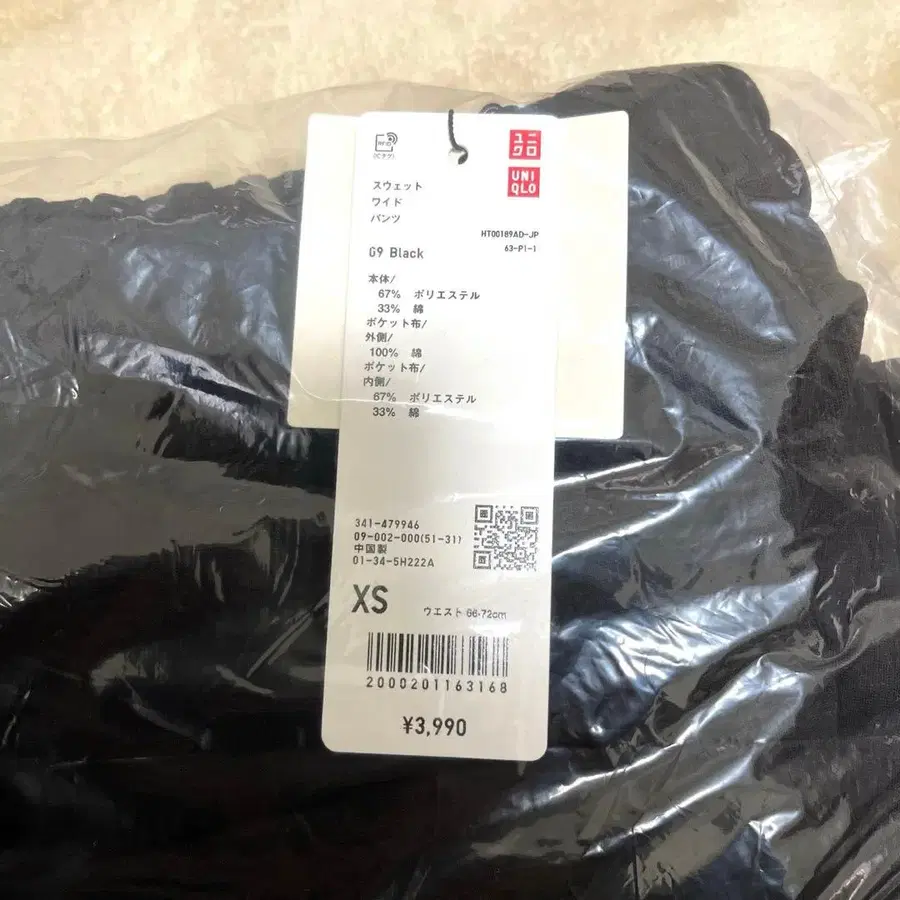 RFID
(ICタグ)
ユニ
クロ
UNI
QLO
スウェット
ワイド
パンツ
HT00189AD-JP
63-P1-1
09 Black
本体/
67% ポリエステル
33% 綿
ポケット布/
外側/
100% 綿
ポケット布/
内側/
67% ポリエステル
33% 綿
341-479946
09-002-000(51-31)
中国製
01-34-5H222A
XS ウエスト 66-72cm
2000201163168
¥3,990